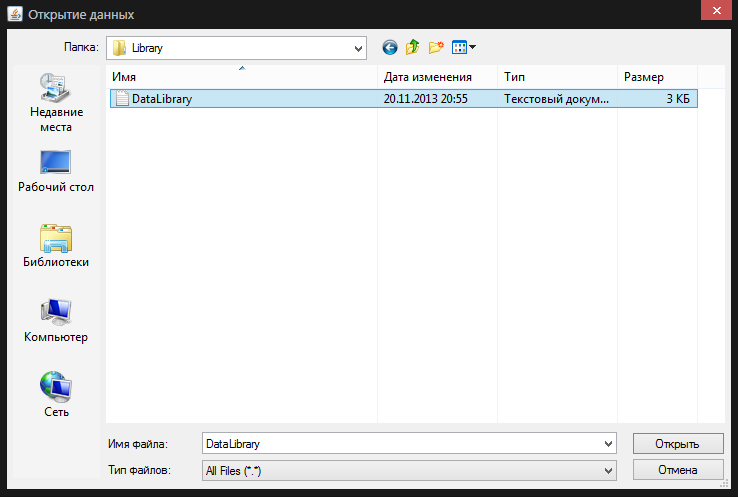 Открытие данных
Папка: Library
Имя Дата изменения Тип Размер
DataLibrary 20.11.2013 20:55 Текстовый докум... 3 КБ
Недавние
места
Рабочий стол
Библиотеки
Компьютер
Сеть
Имя файла: DataLibrary Открыть
Тип файлов: All Files (*.*) Отмена